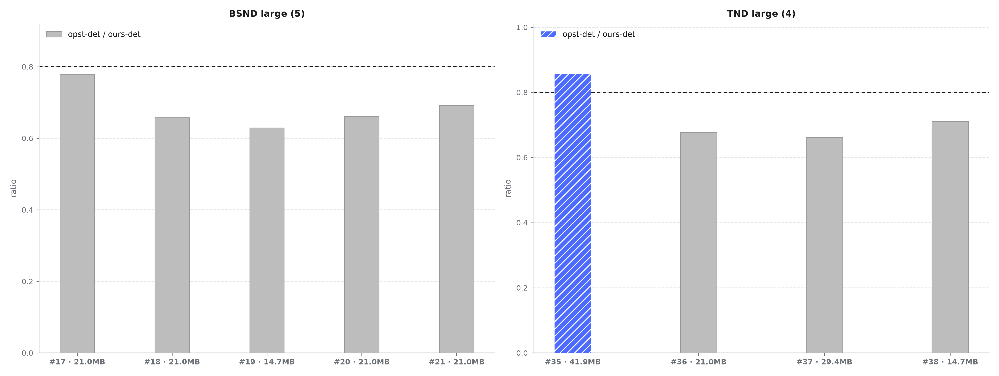 BSND large (5)
opst-det / ours-det
ratio
0.8
0.6
0.4
0.2
0.0
#17 · 21.0MB
#18 · 21.0MB
#19 · 14.7MB
#20 · 21.0MB
#21 · 21.0MB
TND large (4)
opst-det / ours-det
ratio
1.0
0.8
0.6
0.4
0.2
0.0
#35 · 41.9MB
#36 · 21.0MB
#37 · 29.4MB
#38 · 14.7MB